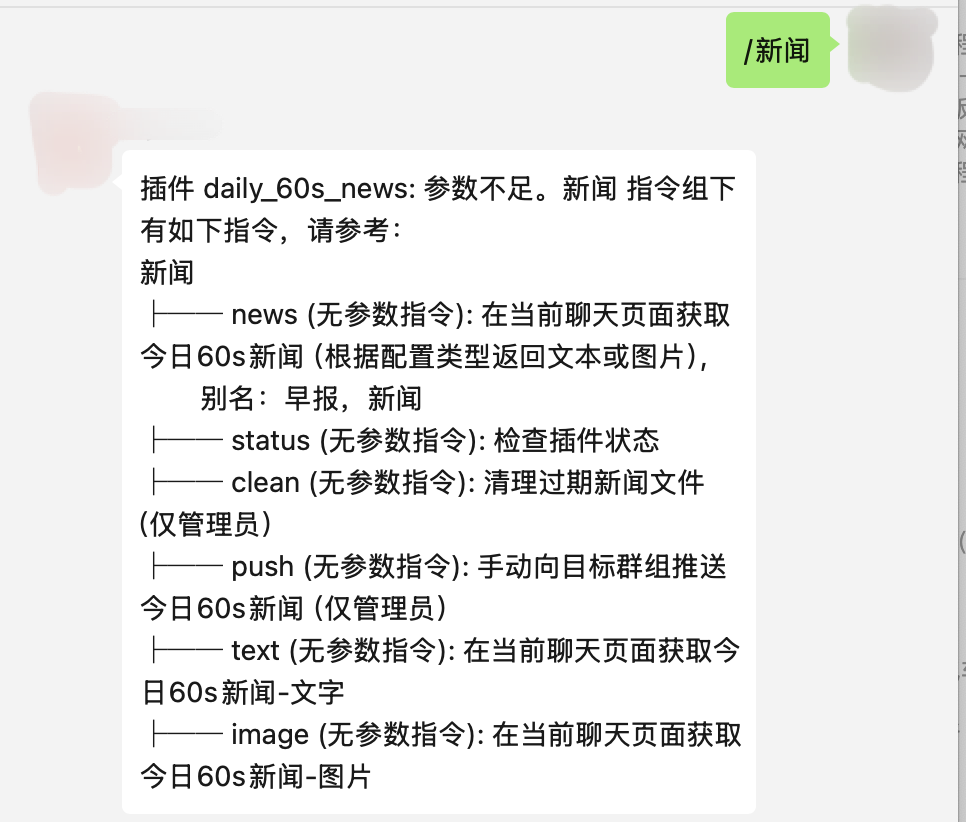 /新闻
插件 daily_60s_news: 参数不足。新闻 指令组下
有如下指令，请参考：
新闻
├── news (无参数指令): 在当前聊天页面获取
今日60s新闻 (根据配置类型返回文本或图片),
别名：早报，新闻
├── status (无参数指令): 检查插件状态
├── clean (无参数指令): 清理过期新闻文件
(仅管理员)
├── push (无参数指令): 手动向目标群组推送
今日60s新闻 (仅管理员)
├── text (无参数指令): 在当前聊天页面获取今
日60s新闻-文字
├── image (无参数指令): 在当前聊天页面获取
今日60s新闻-图片